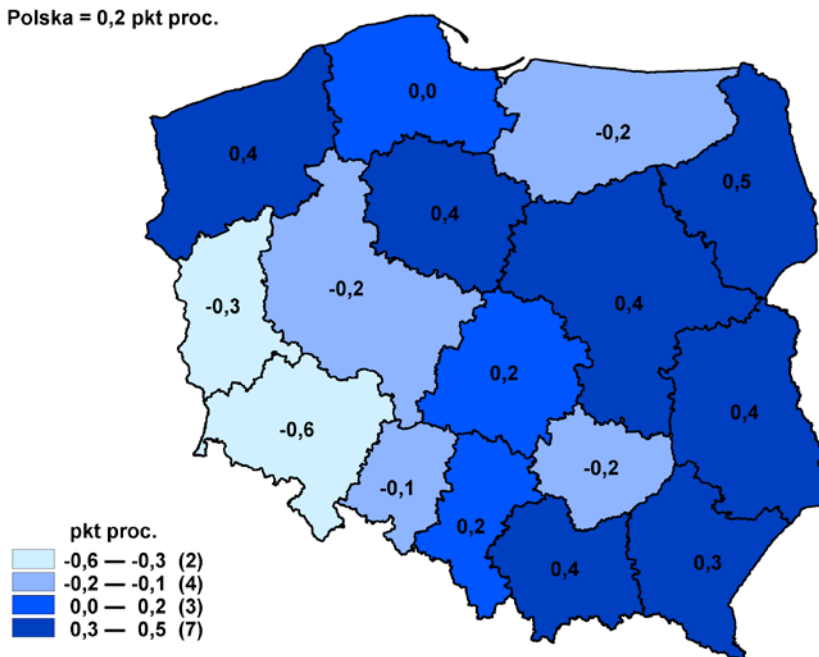 Polska = 0,2 pkt proc.
0,0
-0,2
0,4
0,5
0,4
-0,2
-0,3
0,4
0,2
0,4
-0,6
-0,2
-0,1
0,2
0,3
0,4
pkt proc.
-0,6 — -0,3 (2)
-0,2 — -0,1 (4)
0,0 — 0,2 (3)
0,3 — 0,5 (7)